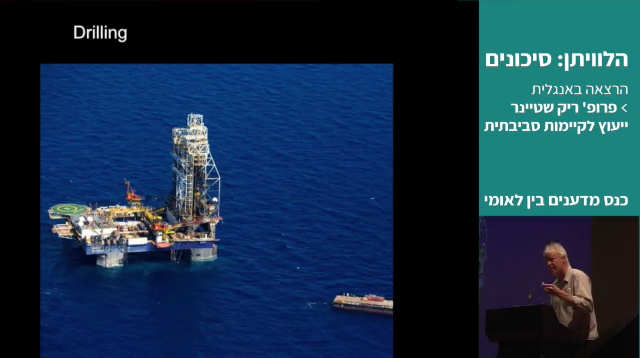 Drilling
הלוויתן: סיכונים
הרצאה באנגלית
> פרופ' ריק שטיינר
ייעוץ לקיימות סביבתית
כנס מדענים בין לאומי